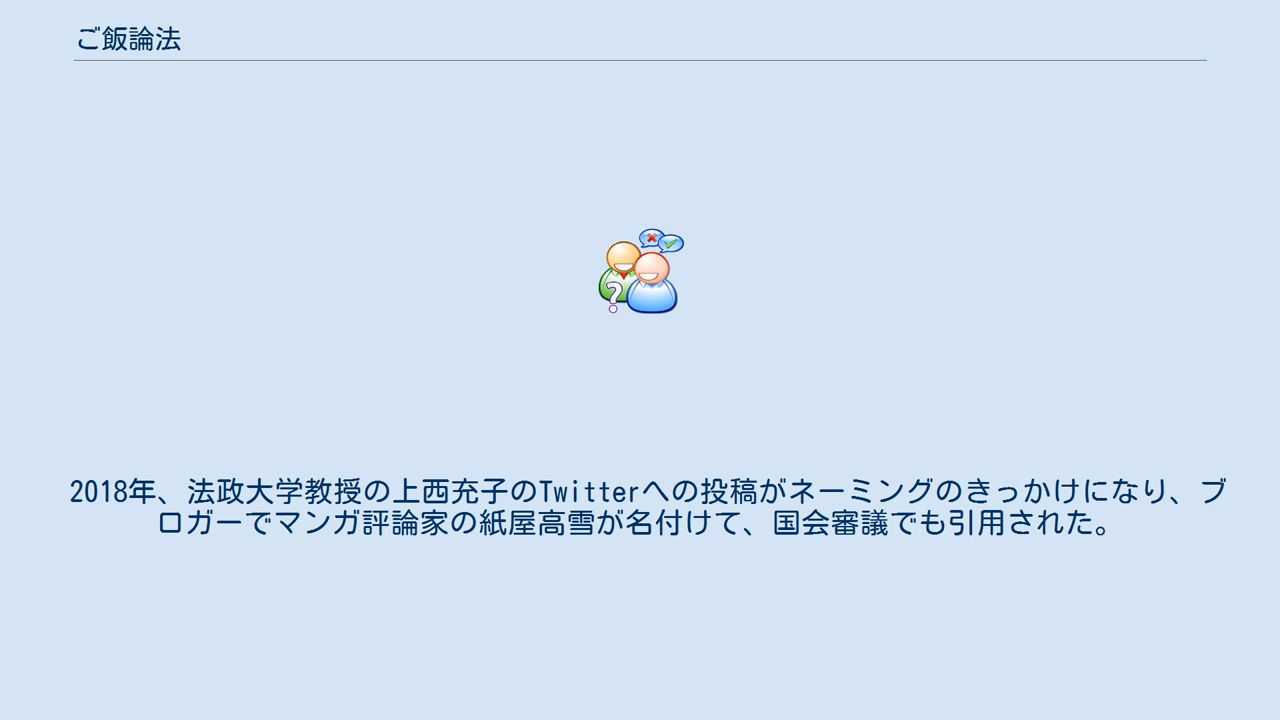 ご飯論法
2018年、法政大学教授の上西充子のTwitterへの投稿がネーミングのきっかけになり、ブ
ロガーでマンガ評論家の紙屋高雪が名付けて、国会審議でも引用された。
?